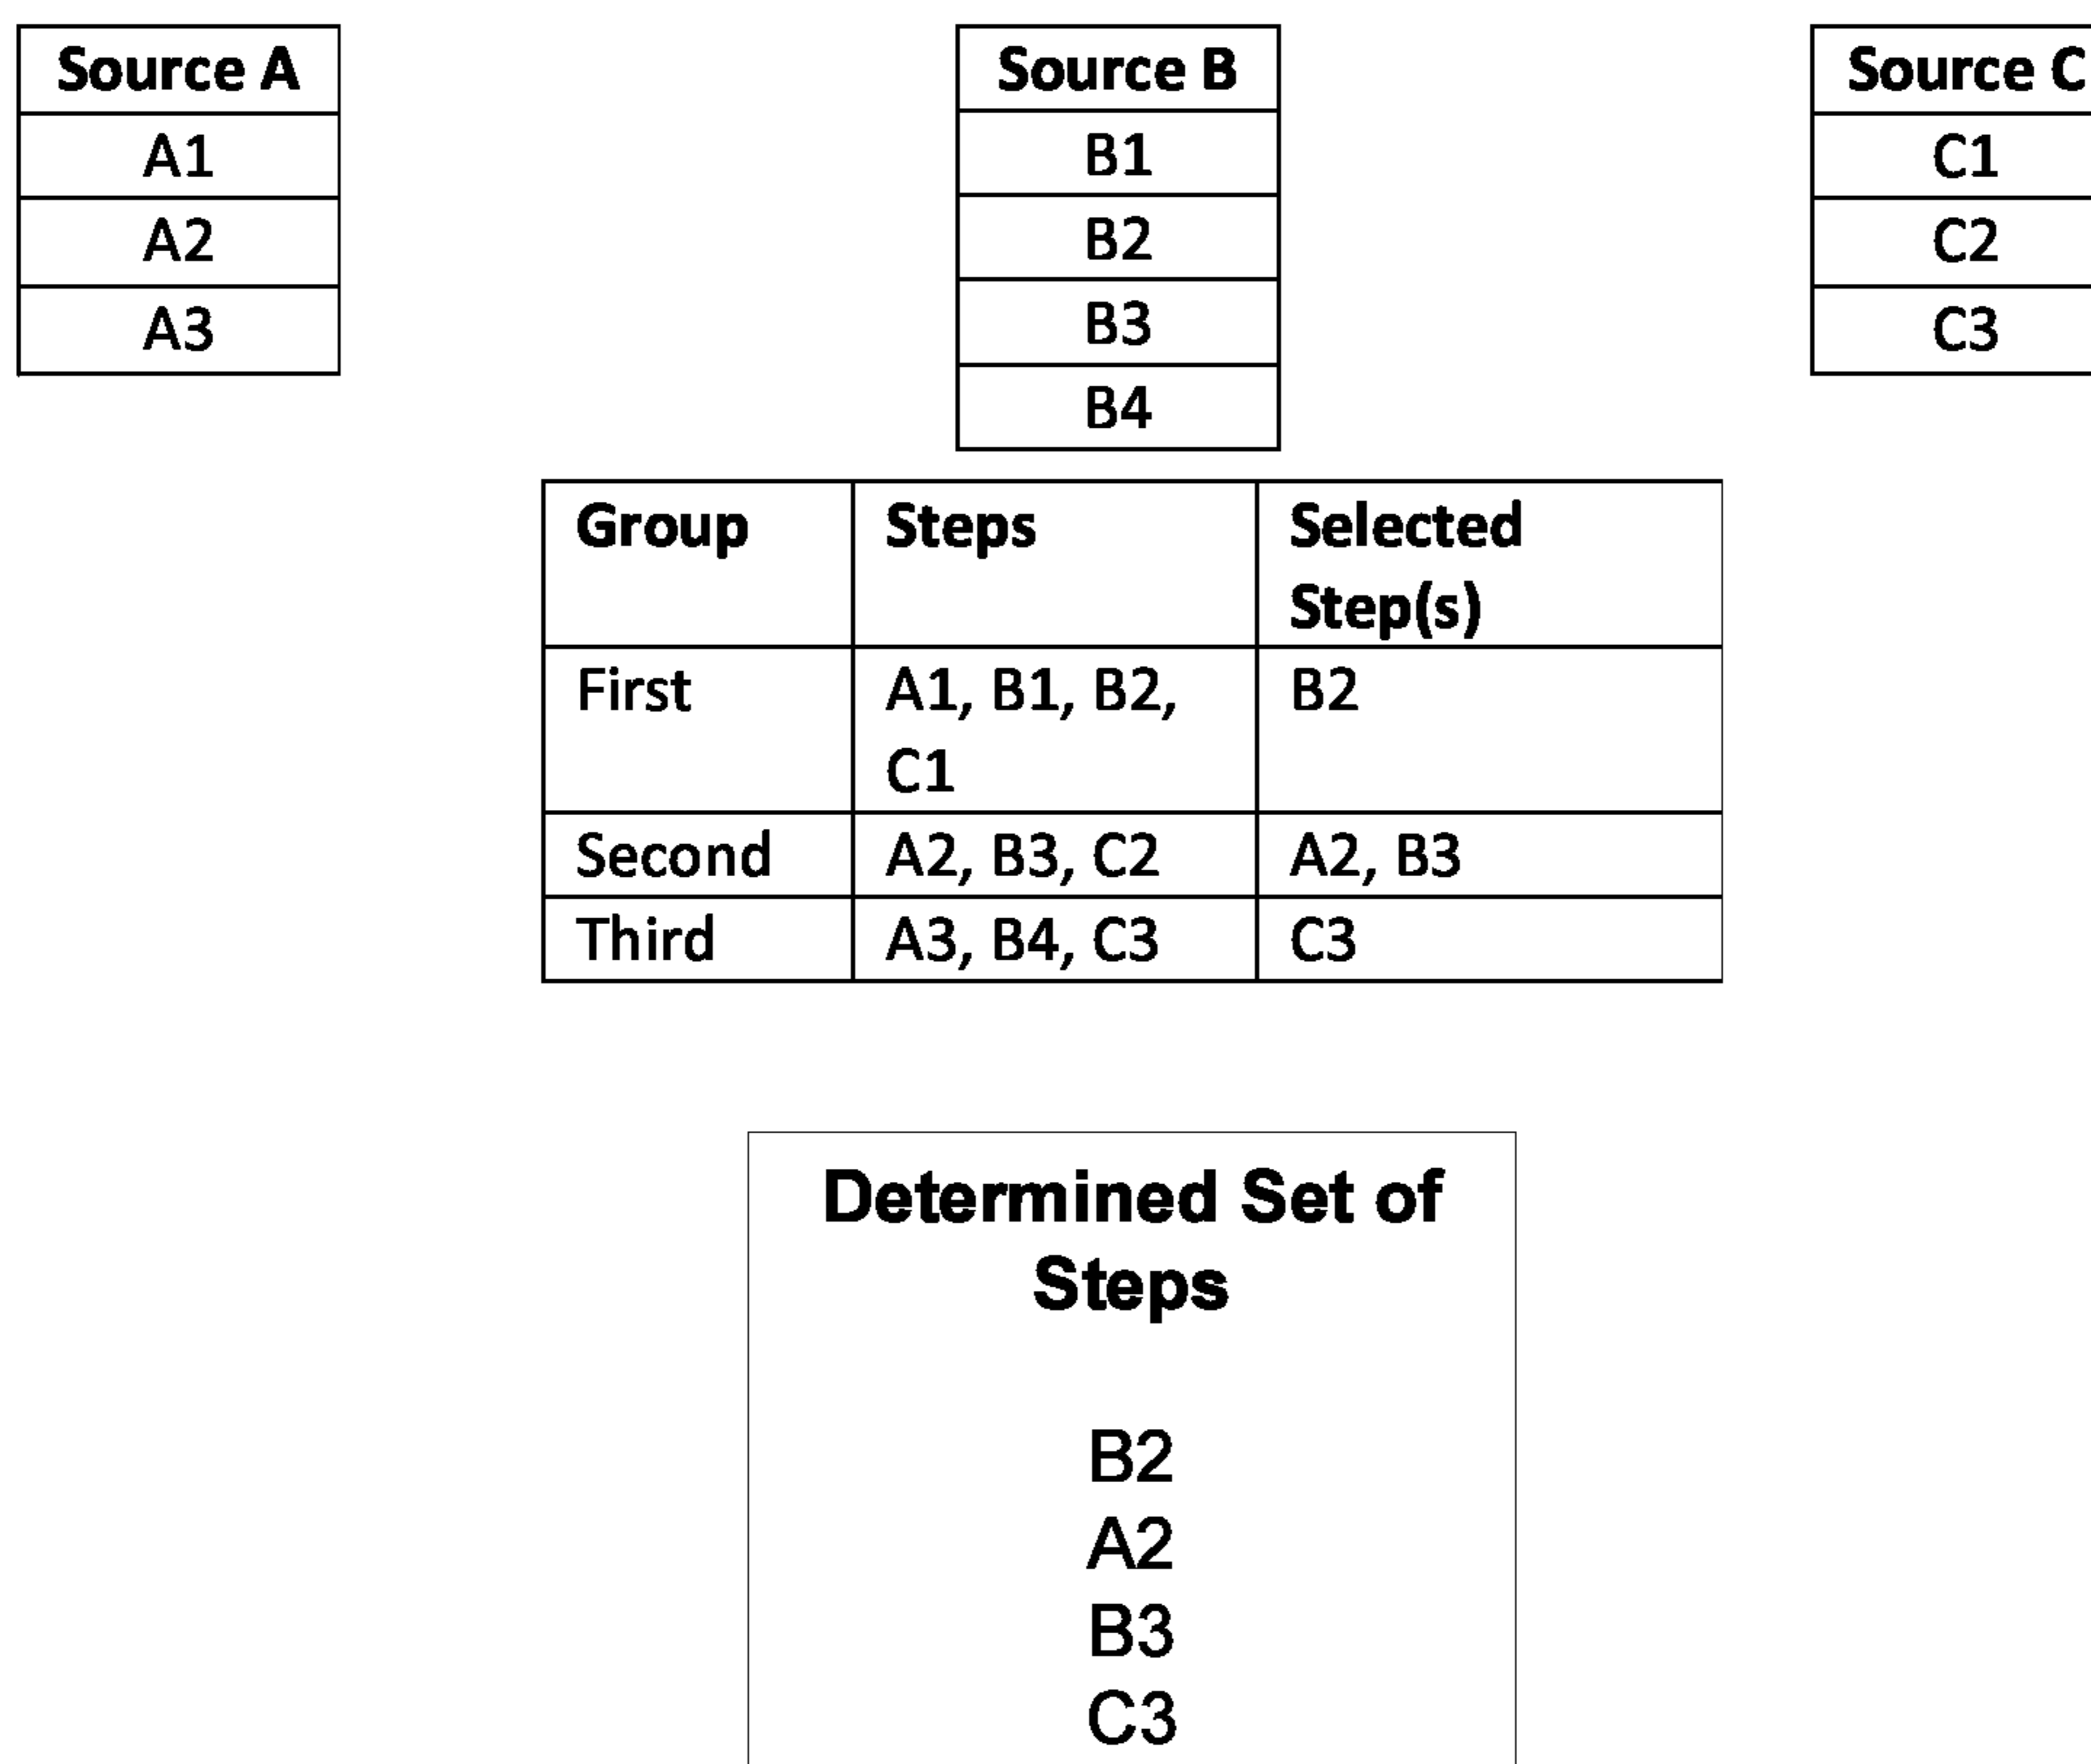 Source A
A1
A2
A3
Source B
B1
B2
B3
B4
Source C
C1
C2
C3
Group Steps Selected
Step(s)
First A1, B1, B2, B2
C1
Second A2, B3, C2 A2, B3
Third A3, B4, C3 C3
Determined Set of
Steps
B2
A2
B3
C3